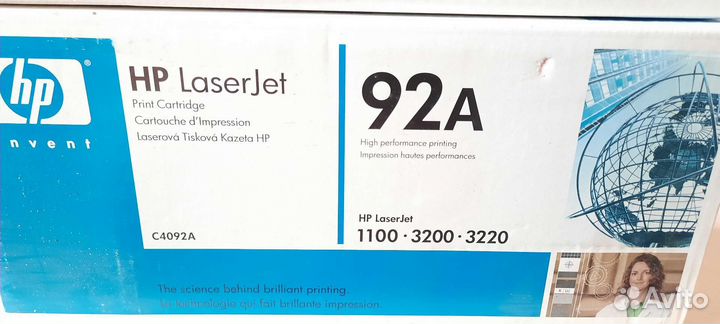 hp
invent
HP LaserJet
Print Cartridge
Cartouche d'Impression
Laserová Tisková Kazeta HP
C4092A
92A
High performance printing
Impression hautes performances
HP LaserJet
1100 · 3200 · 3220
The science behind brilliant printing.
La technologie qui fait brillante impression.
Avito